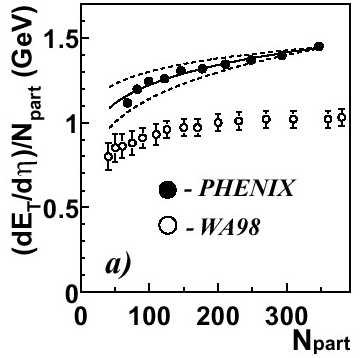 (dE_T/dη)/N_part (GeV)
1.5
1
0.5
0
● - PHENIX
○ - WA98
a)
0 100 200 300
N_part